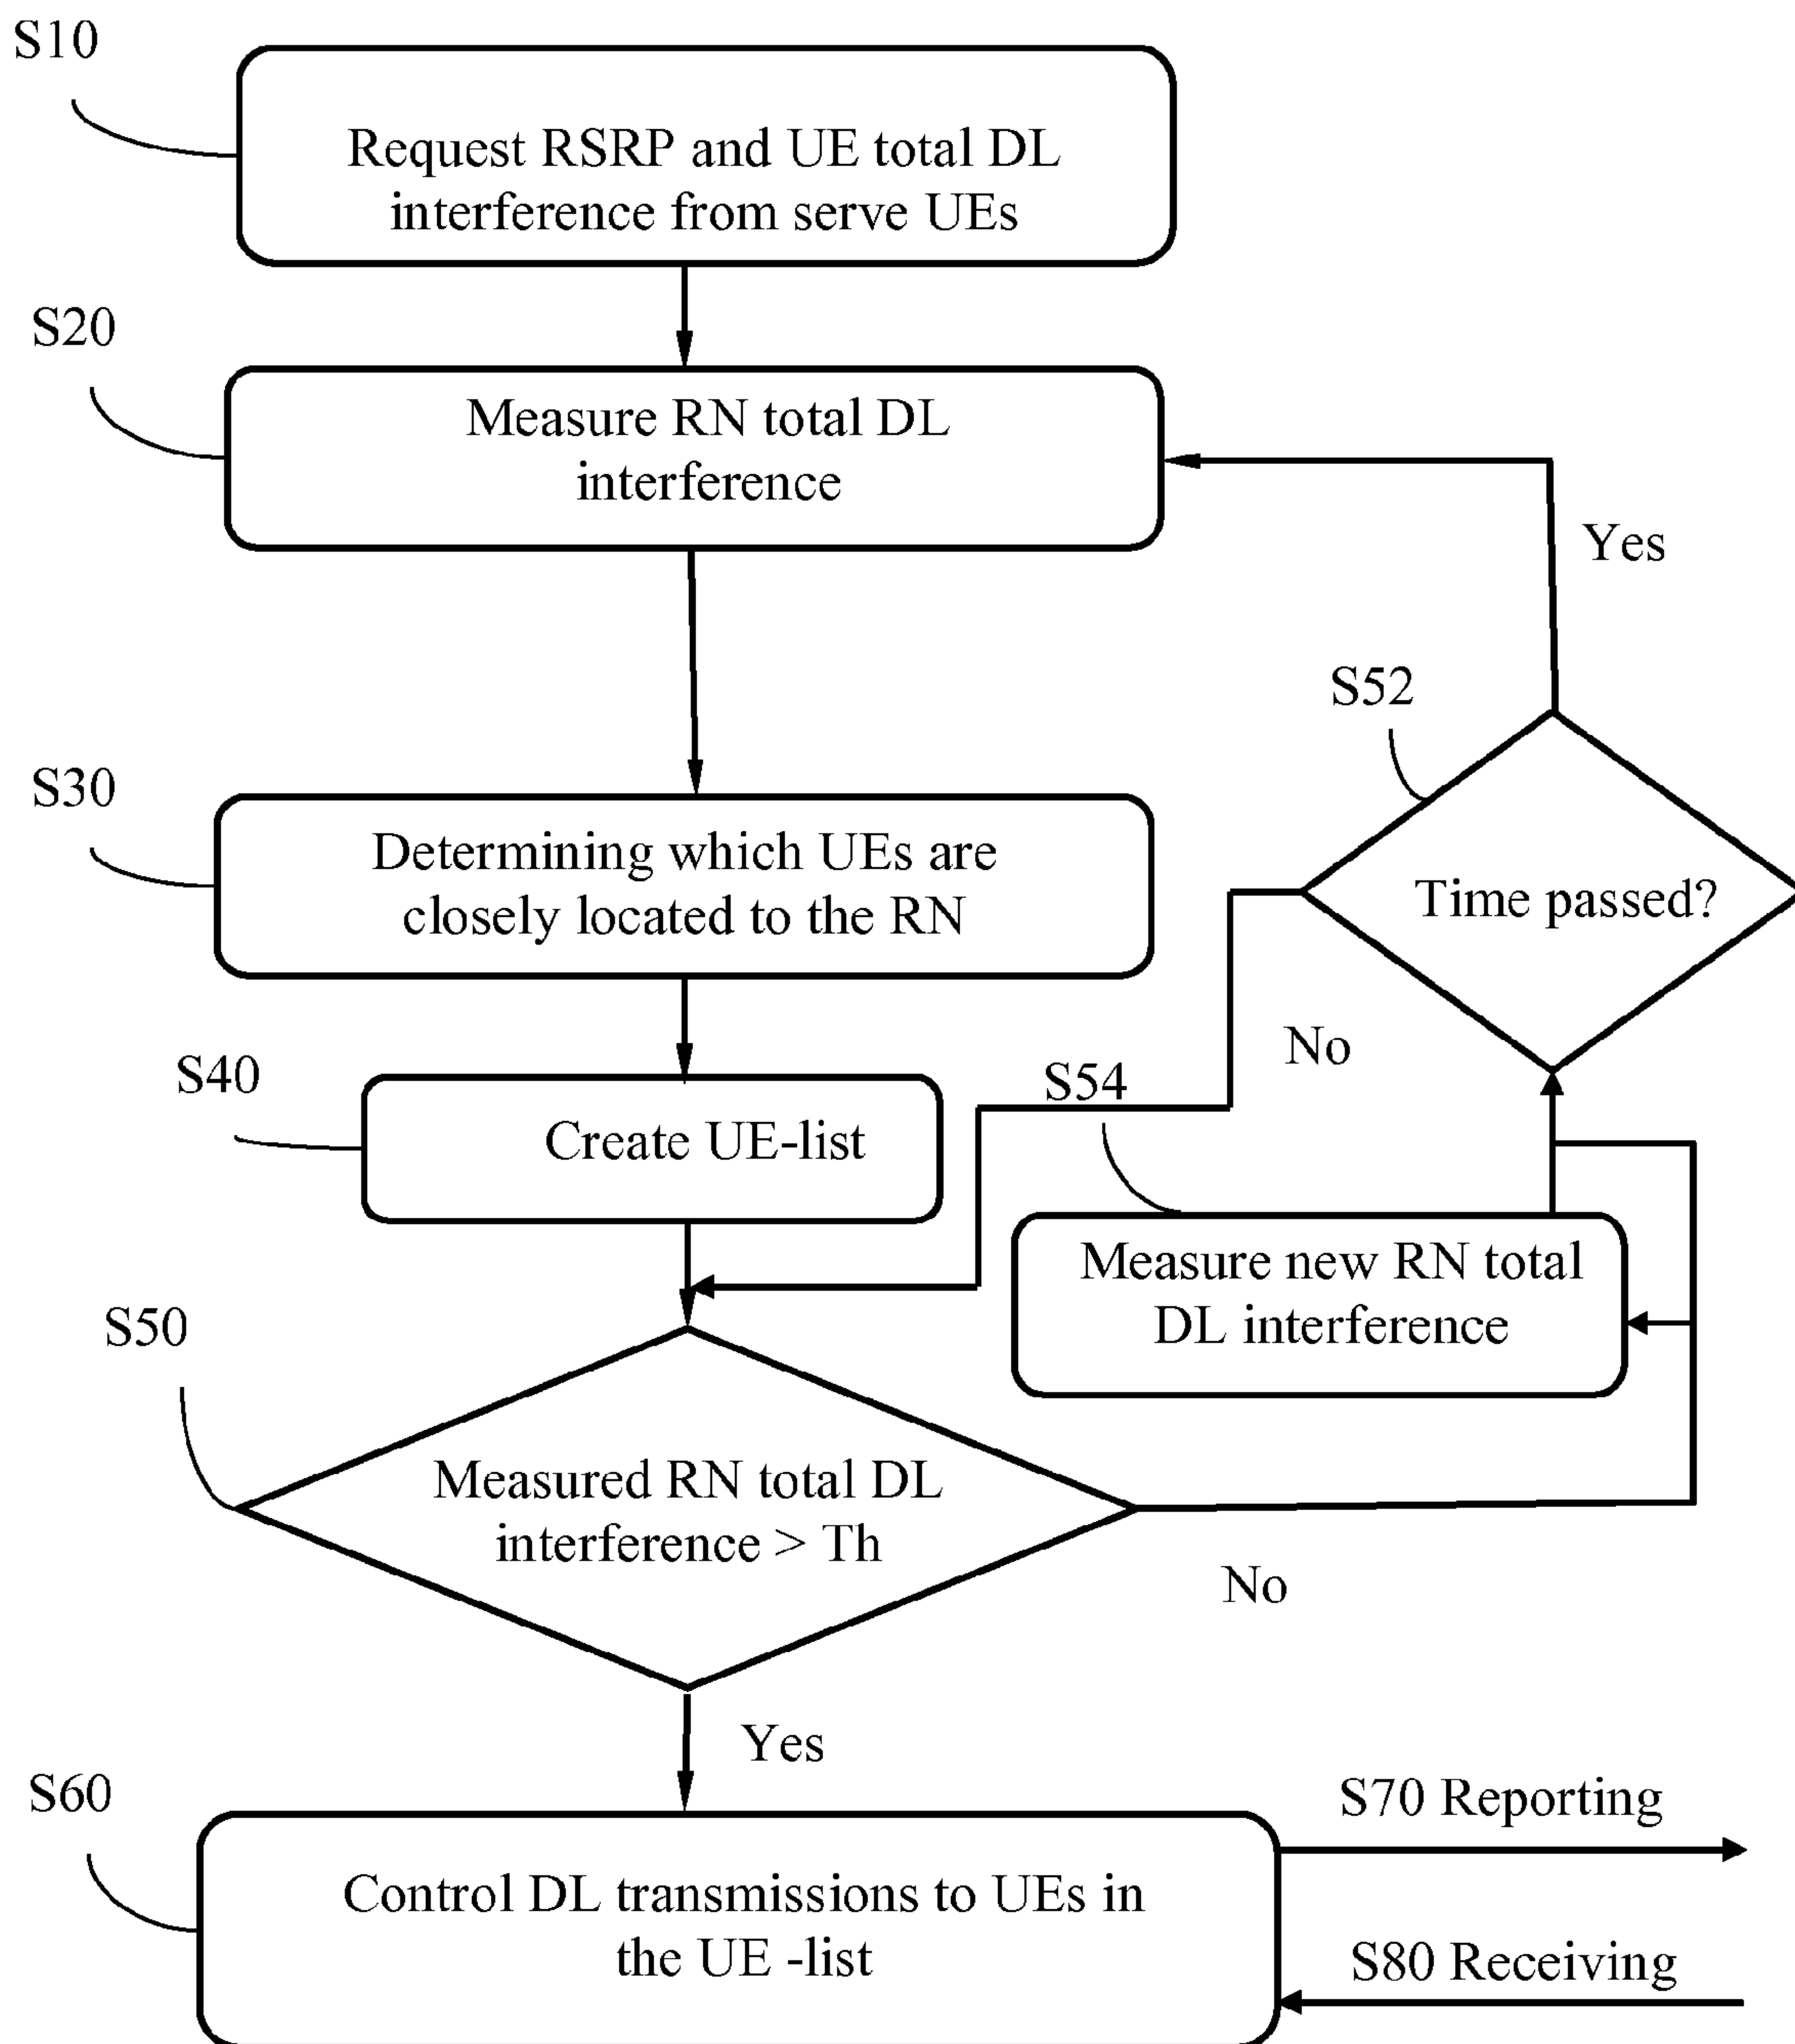 S10
Request RSRP and UE total DL
interference from serve UEs
S20
Measure RN total DL
interference
Yes
S52
S30
Determining which UEs are
closely located to the RN
Time passed?
No
S40
S54
Create UE-list
Measure new RN total
DL interference
S50
Measured RN total DL
interference > Th
No
Yes
S60
S70 Reporting
Control DL transmissions to UEs in
the UE -list
S80 Receiving